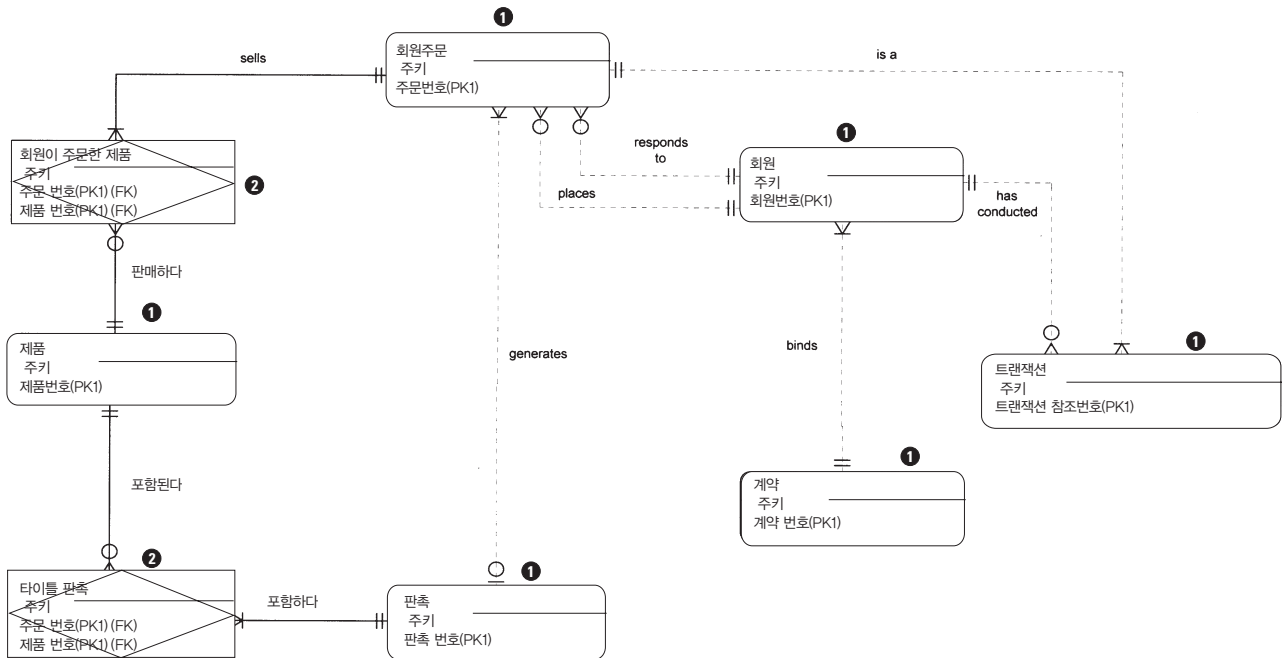 ❶
sells
회원주문
주키
주문번호(PK1)
is a
회원이 주문한 제품
주키
주문 번호(PK1) (FK)
제품 번호(PK1) (FK)
❷
responds
to
places
❶
회원
주키
회원번호(PK1)
has
conducted
판매하다
❶
제품
주키
제품번호(PK1)
generates
binds
❶
트랜잭션
주키
트랜잭션 참조번호(PK1)
포함된다
❶
계약
주키
계약 번호(PK1)
❷
타이틀 판촉
주키
주문 번호(PK1) (FK)
제품 번호(PK1) (FK)
포함하다
❶
판촉
주키
판촉 번호(PK1)